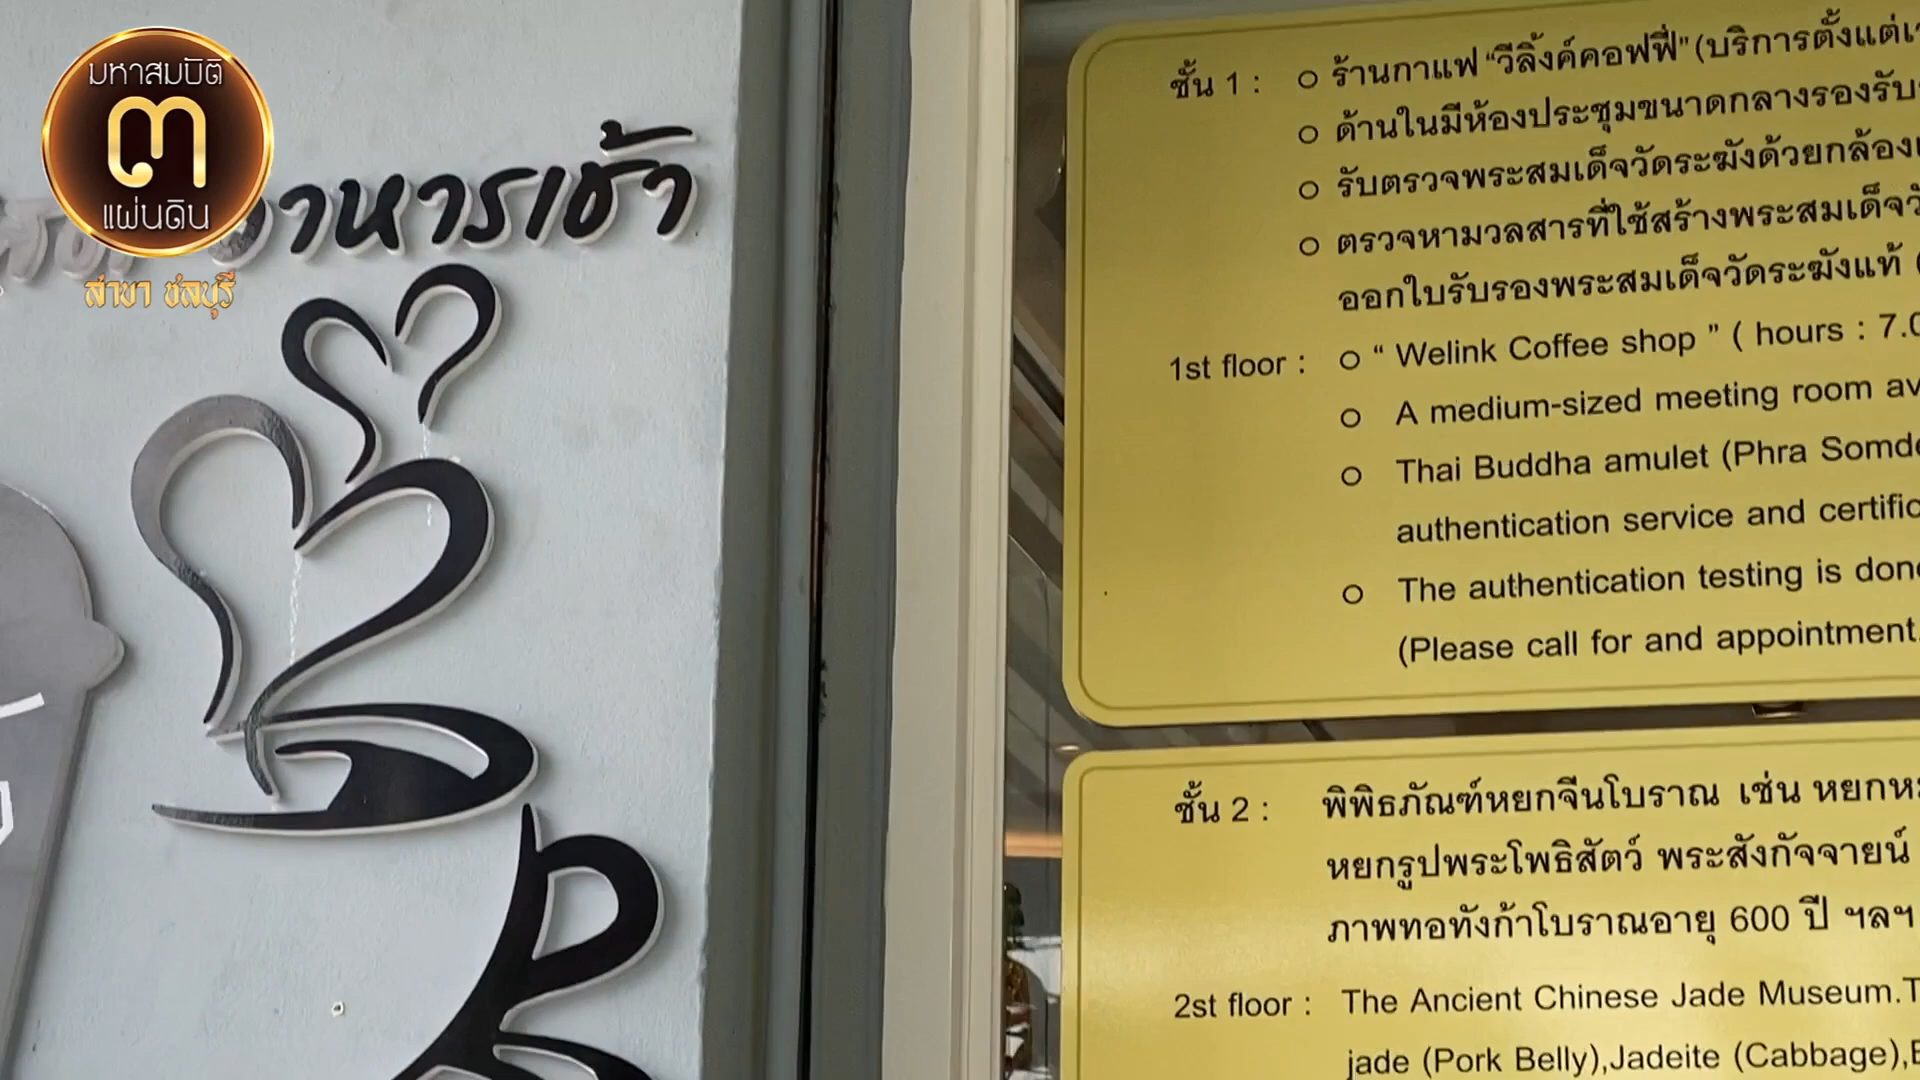 มหาสมบัติ
๓
แผ่นดิน
สาขา ชลบุรี
อาหารเช้า
ชั้น 1 : ○ ร้านกาแฟ “วีลิ้งค์คอฟฟี่” (บริการตั้งแต่
○ ด้านในมีห้องประชุมขนาดกลางรองรับ
○ รับตรวจพระสมเด็จวัดระฆังด้วยกล้อง
○ ตรวจหามวลสารที่ใช้สร้างพระสมเด็จ
ออกใบรับรองพระสมเด็จวัดระฆังแท้
1st floor : ○ “ Welink Coffee shop ” ( hours : 7.0
○ A medium-sized meeting room av
○ Thai Buddha amulet (Phra Somde
authentication service and certific
○ The authentication testing is done
(Please call for and appointment.
ชั้น 2 : พิพิธภัณฑ์หยกจีนโบราณ เช่น หยกห
หยกรูปพระโพธิสัตว์ พระสังกัจจายน์
ภาพทอทังก้าโบราณอายุ 600 ปี ฯลฯ
2st floor : The Ancient Chinese Jade Museum.T
jade (Pork Belly),Jadeite (Cabbage),B